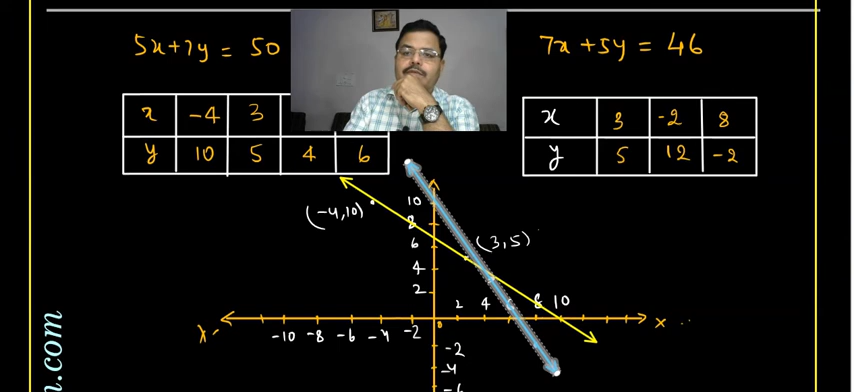 5x+7y = 50
7x+5y = 46
x -4 3
y 10 5 4 6
x 3 -2 8
y 5 12 -2
(-4,10)
10
8
6
4
2
(3,5)
2 4 6 8 10
x
0
-10 -8 -6 -4 -2
-2
-4
-6
.com